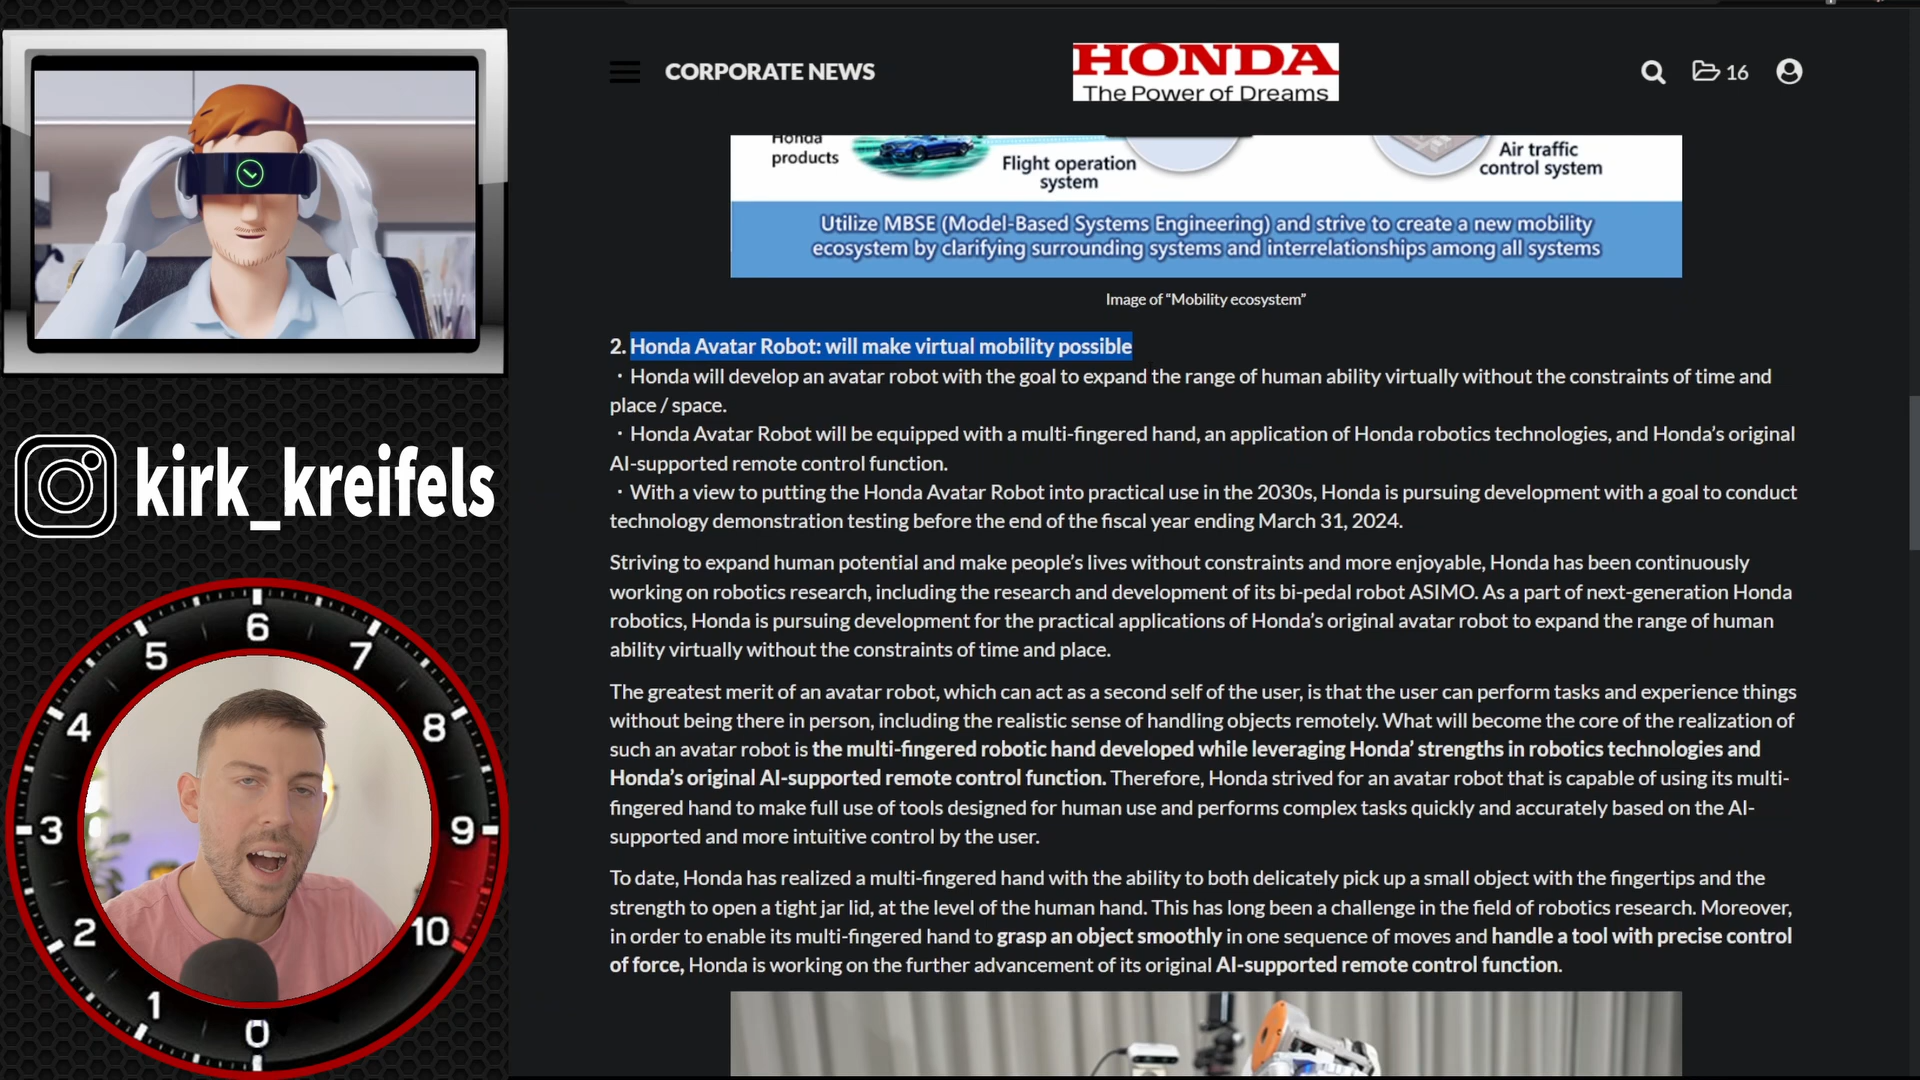 CORPORATE NEWS
HONDA
The Power of Dreams
16
Honda
products
Flight operation
system
Air traffic
control system
Utilize MBSE (Model-Based Systems Engineering) and strive to create a new mobility
ecosystem by clarifying surrounding systems and interrelationships among all systems
Image of “Mobility ecosystem”
2. Honda Avatar Robot: will make virtual mobility possible
・Honda will develop an avatar robot with the goal to expand the range of human ability virtually without the constraints of time and
place / space.
・Honda Avatar Robot will be equipped with a multi-fingered hand, an application of Honda robotics technologies, and Honda’s original
AI-supported remote control function.
・With a view to putting the Honda Avatar Robot into practical use in the 2030s, Honda is pursuing development with a goal to conduct
technology demonstration testing before the end of the fiscal year ending March 31, 2024.
Striving to expand human potential and make people’s lives without constraints and more enjoyable, Honda has been continuously
working on robotics research, including the research and development of its bi-pedal robot ASIMO. As a part of next-generation Honda
robotics, Honda is pursuing development for the practical applications of Honda’s original avatar robot to expand the range of human
ability virtually without the constraints of time and place.
The greatest merit of an avatar robot, which can act as a second self of the user, is that the user can perform tasks and experience things
without being there in person, including the realistic sense of handling objects remotely. What will become the core of the realization of
such an avatar robot is the multi-fingered robotic hand developed while leveraging Honda’ strengths in robotics technologies and
Honda’s original AI-supported remote control function. Therefore, Honda strived for an avatar robot that is capable of using its multi-
fingered hand to make full use of tools designed for human use and performs complex tasks quickly and accurately based on the AI-
supported and more intuitive control by the user.
To date, Honda has realized a multi-fingered hand with the ability to both delicately pick up a small object with the fingertips and the
strength to open a tight jar lid, at the level of the human hand. This has long been a challenge in the field of robotics research. Moreover,
in order to enable its multi-fingered hand to grasp an object smoothly in one sequence of moves and handle a tool with precise control
of force, Honda is working on the further advancement of its original AI-supported remote control function.
kirk_kreifels
0
1
2
3
4
5
6
7
8
9
10